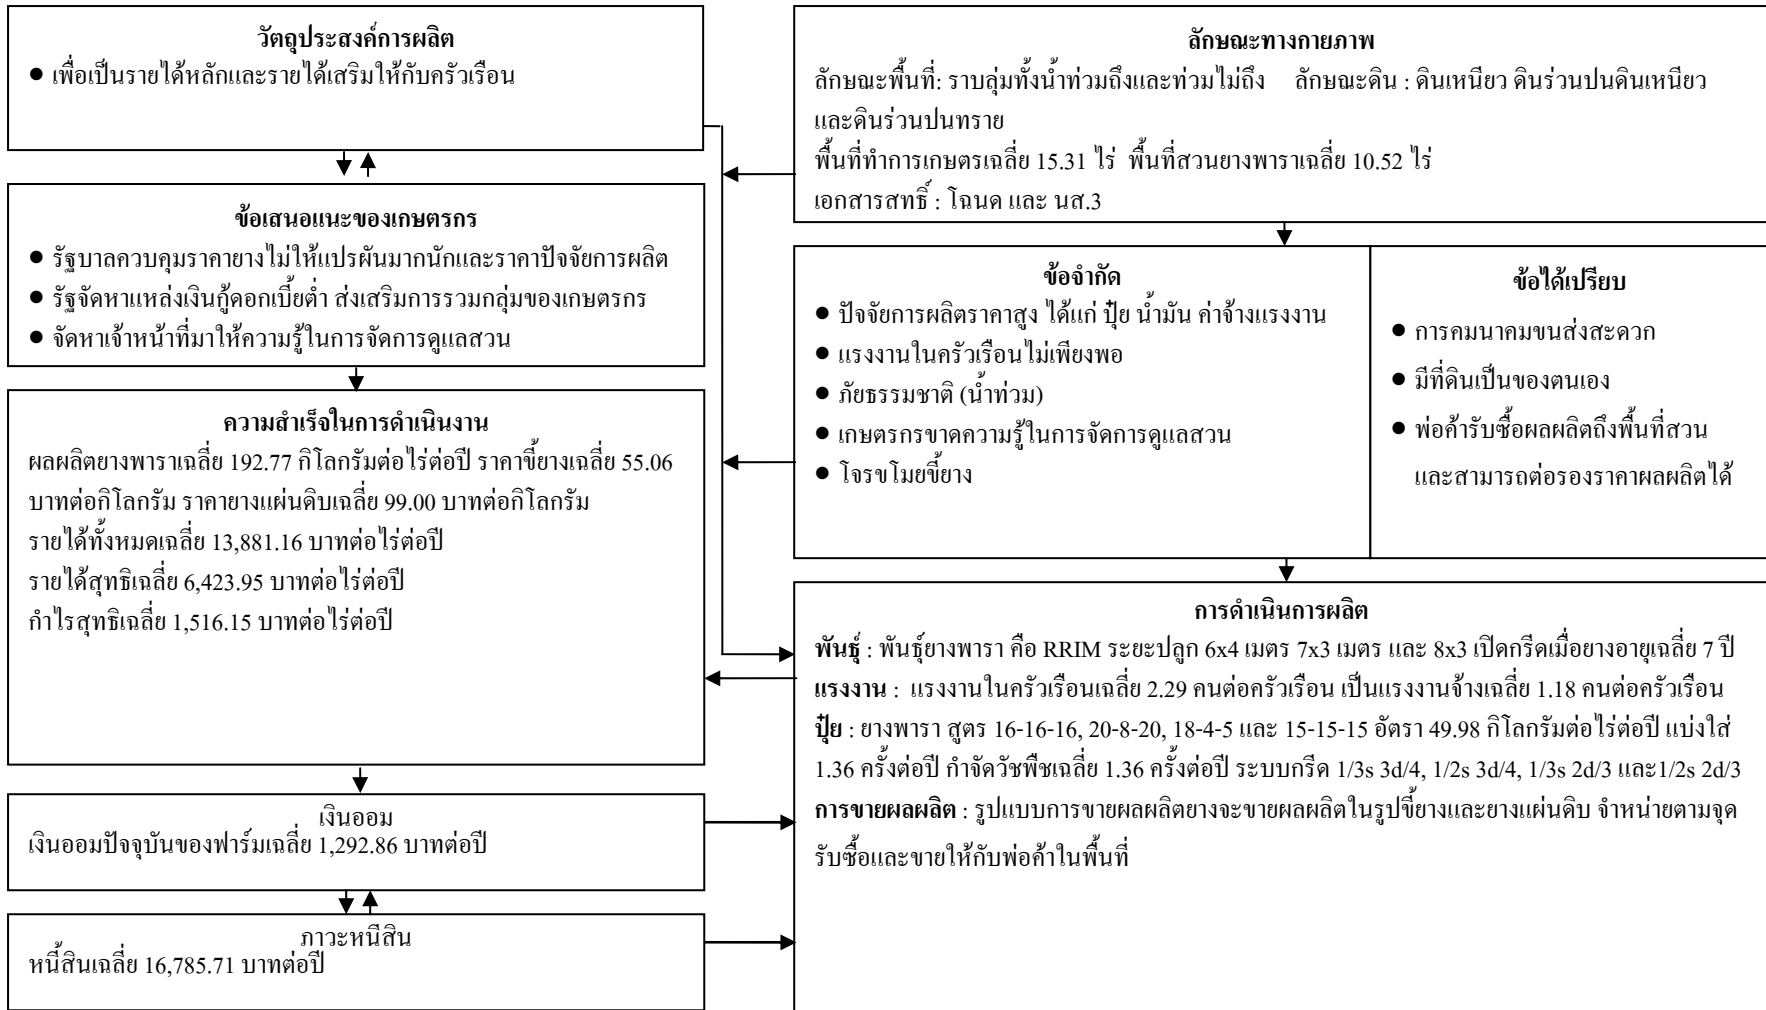 วัตถุประสงค์การผลิต
● เพื่อเป็นรายได้หลักและรายได้เสริมให้กับครัวเรือน
ข้อเสนอแนะของเกษตรกร
● รัฐบาลควบคุมราคายางไม่ให้แปรผันมากนักและราคาปัจจัยการผลิต
● รัฐจัดหาแหล่งเงินกู้ดอกเบี้ยต่ำ ส่งเสริมการรวมกลุ่มของเกษตรกร
● จัดหาเจ้าหน้าที่มาให้ความรู้ในการจัดการดูแลสวน
ความสำเร็จในการดำเนินงาน
ผลผลิตยางพาราเฉลี่ย 192.77 กิโลกรัมต่อไร่ต่อปี ราคาขี้ยางเฉลี่ย 55.06
บาทต่อกิโลกรัม ราคายางแผ่นดิบเฉลี่ย 99.00 บาทต่อกิโลกรัม
รายได้ทั้งหมดเฉลี่ย 13,881.16 บาทต่อไร่ต่อปี
รายได้สุทธิเฉลี่ย 6,423.95 บาทต่อไร่ต่อปี
กำไรสุทธิเฉลี่ย 1,516.15 บาทต่อไร่ต่อปี
เงินออม
เงินออมปัจจุบันของฟาร์มเฉลี่ย 1,292.86 บาทต่อปี
ภาวะหนี้สิน
หนี้สินเฉลี่ย 16,785.71 บาทต่อปี
ลักษณะทางกายภาพ
ลักษณะพื้นที่: ราบลุ่มทั้งน้ำท่วมถึงและท่วมไม่ถึง ลักษณะดิน : ดินเหนียว ดินร่วนปนดินเหนียว
และดินร่วนปนทราย
พื้นที่ทำการเกษตรเฉลี่ย 15.31 ไร่ พื้นที่สวนยางพาราเฉลี่ย 10.52 ไร่
เอกสารสทธิ์ : โฉนด และ นส.3
ข้อจำกัด
● ปัจจัยการผลิตราคาสูง ได้แก่ ปุ๋ย น้ำมัน ค่าจ้างแรงงาน
● แรงงานในครัวเรือนไม่เพียงพอ
● ภัยธรรมชาติ (น้ำท่วม)
● เกษตรกรขาดความรู้ในการจัดการดูแลสวน
● โจรขโมยขี้ยาง
ข้อได้เปรียบ
● การคมนาคมขนส่งสะดวก
● มีที่ดินเป็นของตนเอง
● พ่อค้ารับซื้อผลผลิตถึงพื้นที่สวน
และสามารถต่อรองราคาผลผลิตได้
การดำเนินการผลิต
พันธุ์ : พันธุ์ยางพารา คือ RRIM ระยะปลูก 6x4 เมตร 7x3 เมตร และ 8x3 เปิดกรีดเมื่อยางอายุเฉลี่ย 7 ปี
แรงงาน : แรงงานในครัวเรือนเฉลี่ย 2.29 คนต่อครัวเรือน เป็นแรงงานจ้างเฉลี่ย 1.18 คนต่อครัวเรือน
ปุ๋ย : ยางพารา สูตร 16-16-16, 20-8-20, 18-4-5 และ 15-15-15 อัตรา 49.98 กิโลกรัมต่อไร่ต่อปี แบ่งใส่
1.36 ครั้งต่อปี กำจัดวัชพืชเฉลี่ย 1.36 ครั้งต่อปี ระบบกรีด 1/3s 3d/4, 1/2s 3d/4, 1/3s 2d/3 และ1/2s 2d/3
การขายผลผลิต : รูปแบบการขายผลผลิตยางจะขายผลผลิตในรูปขี้ยางและยางแผ่นดิบ จำหน่ายตามจุด
รับซื้อและขายให้กับพ่อค้าในพื้นที่